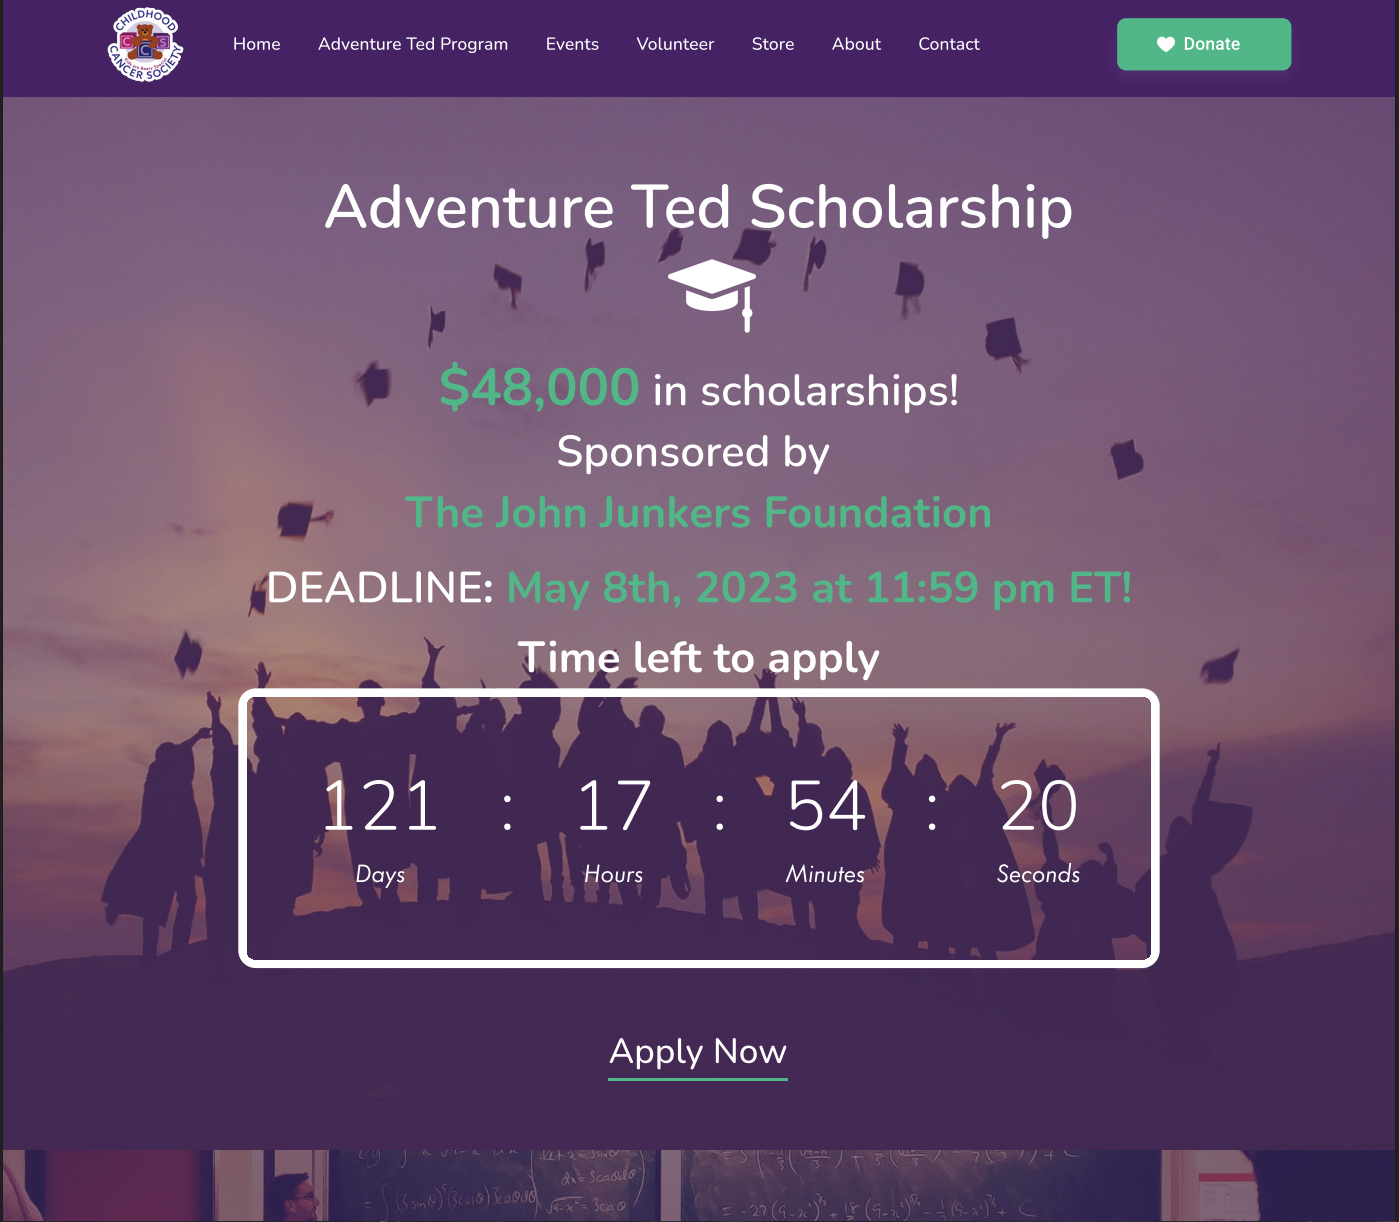 CHILDHOOD
CCS
CANCER SOCIETY
Home Adventure Ted Program Events Volunteer Store About Contact Donate
Adventure Ted Scholarship
$48,000 in scholarships!
Sponsored by
The John Junkers Foundation
DEADLINE: May 8th, 2023 at 11:59 pm ET!
Time left to apply
121 : 17 : 54 : 20
Days Hours Minutes Seconds
Apply Now